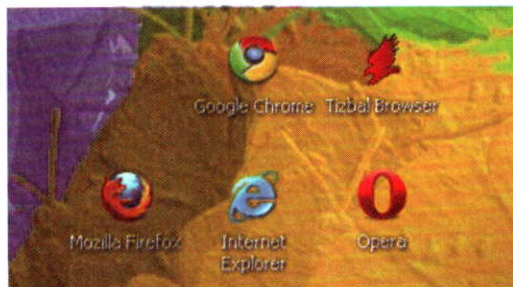 Google Chrome Tizbal Browser
Mozilla Firefox Internet Explorer Opera